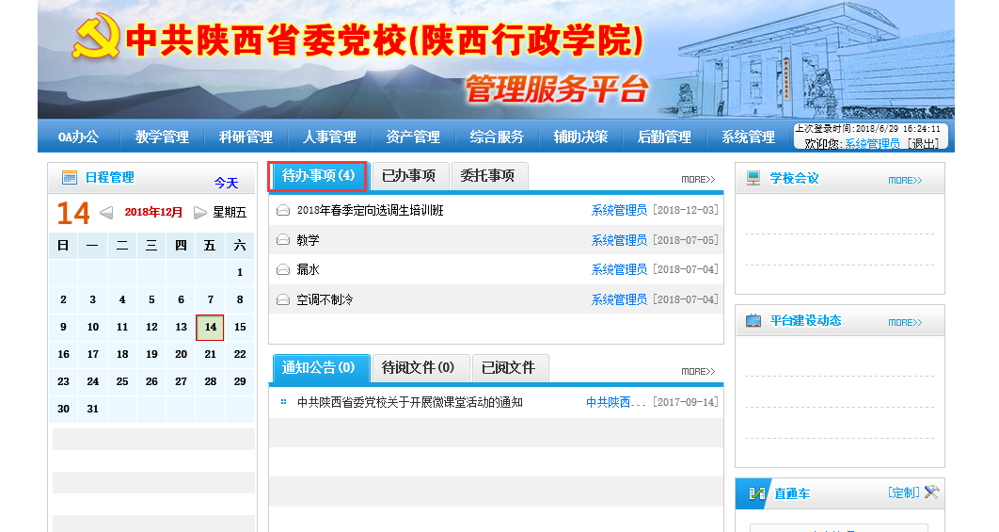 中共陕西省委党校(陕西行政学院)
管理服务平台
OA办公 教学管理 科研管理 人事管理 资产管理 综合服务 辅助决策 后勤管理 系统管理
上次登录时间:2018/6/29 16:24:11
欢迎您:系统管理员 [退出]
日程管理 今天
14 2018年12月 星期五
日 一 二 三 四 五 六
1
2 3 4 5 6 7 8
9 10 11 12 13 14 15
16 17 18 19 20 21 22
23 24 25 26 27 28 29
30 31
待办事项(4) 已办事项 委托事项 MORE>>
2018年春季定向选调生培训班 系统管理员 [2018-12-03]
教学 系统管理员 [2018-07-05]
漏水 系统管理员 [2018-07-04]
空调不制冷 系统管理员 [2018-07-04]
通知公告(0) 待阅文件(0) 已阅文件 MORE>>
中共陕西省委党校关于开展微课堂活动的通知 中共陕西... [2017-09-14]
学校会议 MORE>>
平台建设动态 MORE>>
直通车 [定制]